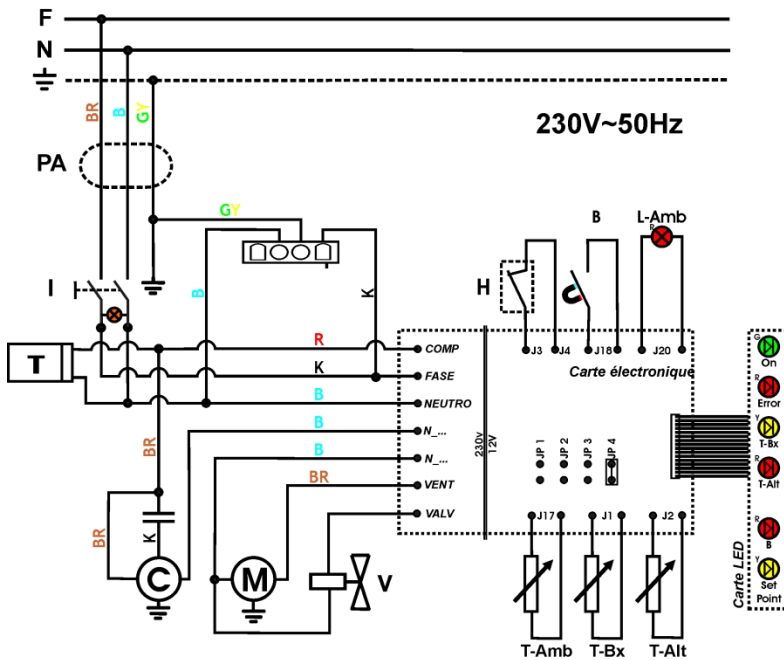 F
N
BR
B
GY
230V~50Hz
PA
GY
B
L-Amb
R
I
H
B
K
T
R
COMP
J3
J4
J18
J20
Carte électronique
K
FASE
B
NEUTRO
B
N_...
B
N_...
BR
VENT
VALV
230v
12V
JP 1
JP 2
JP 3
JP 4
BR
BR
K
C
M
V
J17
J1
J2
T-Amb
T-Bx
T-Alt
G
On
R
Error
Y
T-Bx
R
T-Alt
R
B
Y
Set
Point
Carte LED